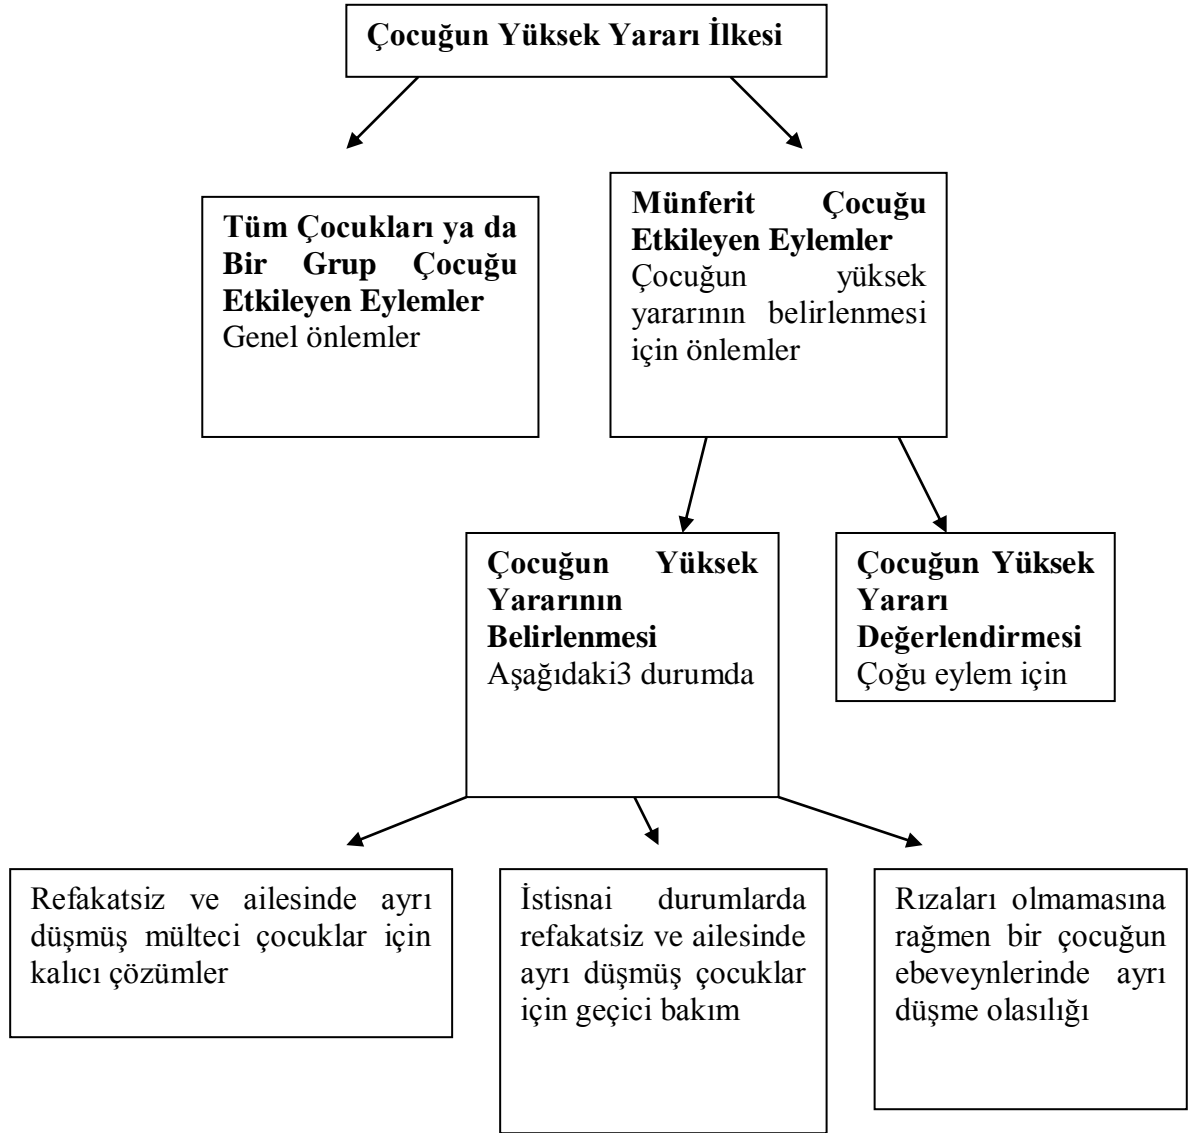 Çocuğun Yüksek Yararı İlkesi
Tüm Çocukları ya da
Bir Grup Çocuğu
Etkileyen Eylemler
Genel önlemler
Münferit Çocuğu
Etkileyen Eylemler
Çocuğun yüksek
yararının belirlenmesi
için önlemler
Çocuğun Yüksek
Yararının
Belirlenmesi
Aşağıdaki3 durumda
Çocuğun Yüksek
Yararı
Değerlendirmesi
Çoğu eylem için
Refakatsiz ve ailesinde ayrı
düşmüş mülteci çocuklar için
kalıcı çözümler
İstisnai durumlarda
refakatsiz ve ailesinde
ayrı düşmüş çocuklar
için geçici bakım
Rızaları olmamasına
rağmen bir çocuğun
ebeveynlerinde ayrı
düşme olasılığı